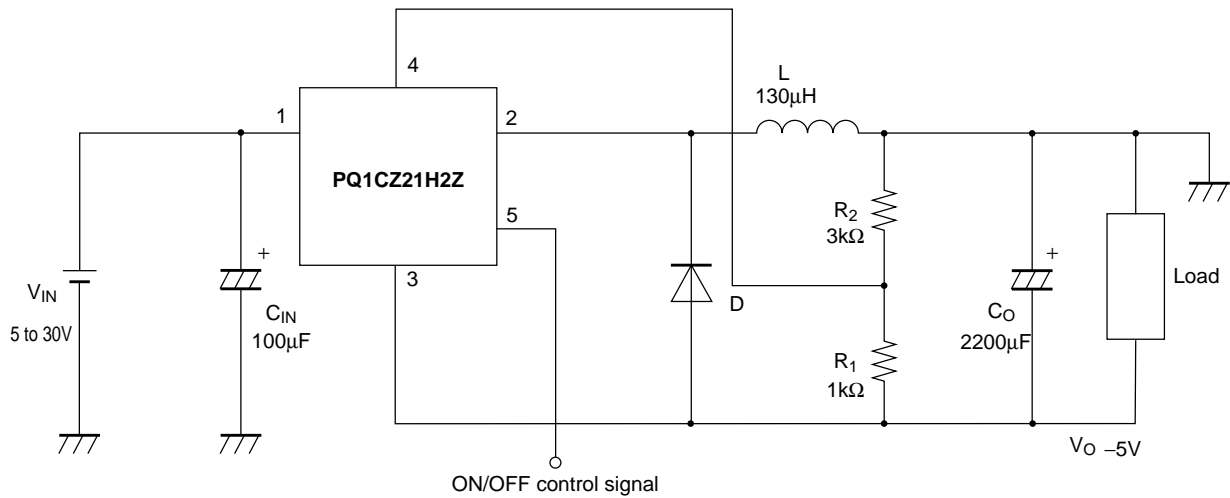 4
L
130μH
1
2
PQ1CZ21H2Z
R2
3kΩ
5
+
+
3
VIN
5 to 30V
CIN
100μF
D
CO
2200μF
Load
R1
1kΩ
VO –5V
ON/OFF control signal